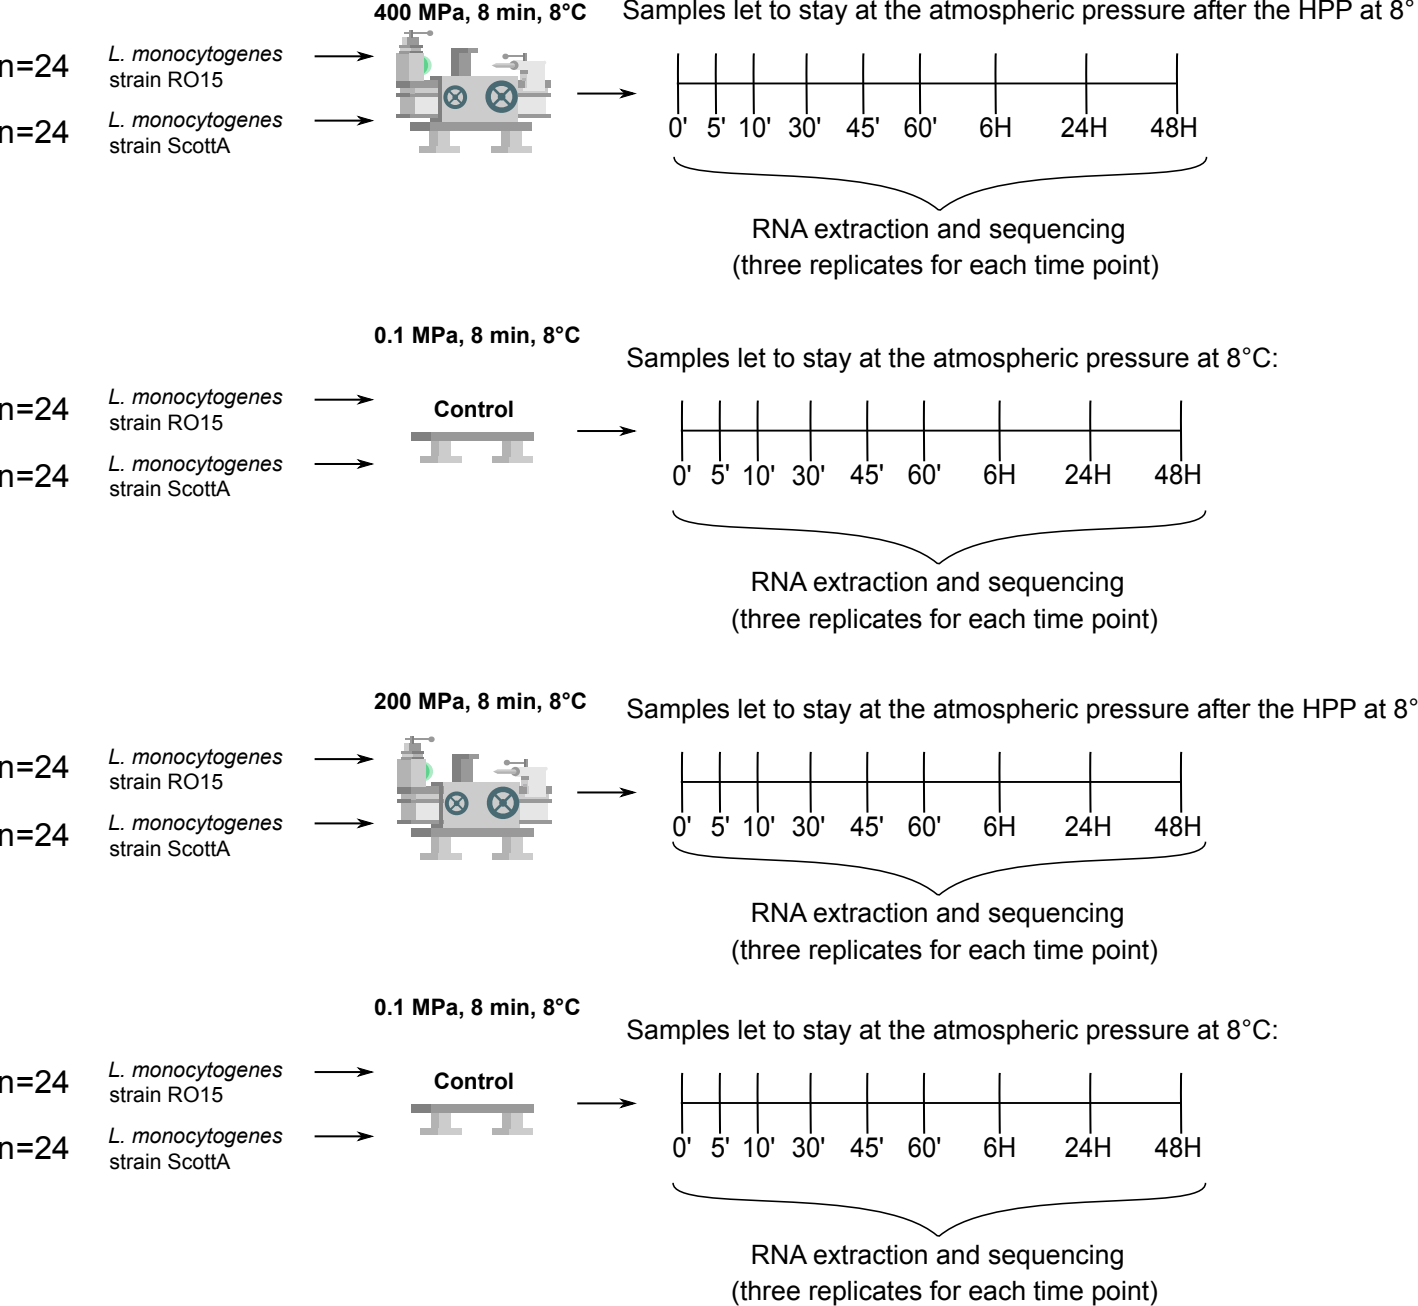 400 MPa, 8 min, 8°C
Samples let to stay at the atmospheric pressure after the HPP at 8°
n=24
L. monocytogenes
strain RO15
n=24
L. monocytogenes
strain ScottA
0' 5' 10' 30' 45' 60' 6H 24H 48H
RNA extraction and sequencing
(three replicates for each time point)
0.1 MPa, 8 min, 8°C
Samples let to stay at the atmospheric pressure at 8°C:
n=24
L. monocytogenes
strain RO15
Control
n=24
L. monocytogenes
strain ScottA
0' 5' 10' 30' 45' 60' 6H 24H 48H
RNA extraction and sequencing
(three replicates for each time point)
200 MPa, 8 min, 8°C
Samples let to stay at the atmospheric pressure after the HPP at 8°
n=24
L. monocytogenes
strain RO15
n=24
L. monocytogenes
strain ScottA
0' 5' 10' 30' 45' 60' 6H 24H 48H
RNA extraction and sequencing
(three replicates for each time point)
0.1 MPa, 8 min, 8°C
Samples let to stay at the atmospheric pressure at 8°C:
n=24
L. monocytogenes
strain RO15
Control
n=24
L. monocytogenes
strain ScottA
0' 5' 10' 30' 45' 60' 6H 24H 48H
RNA extraction and sequencing
(three replicates for each time point)